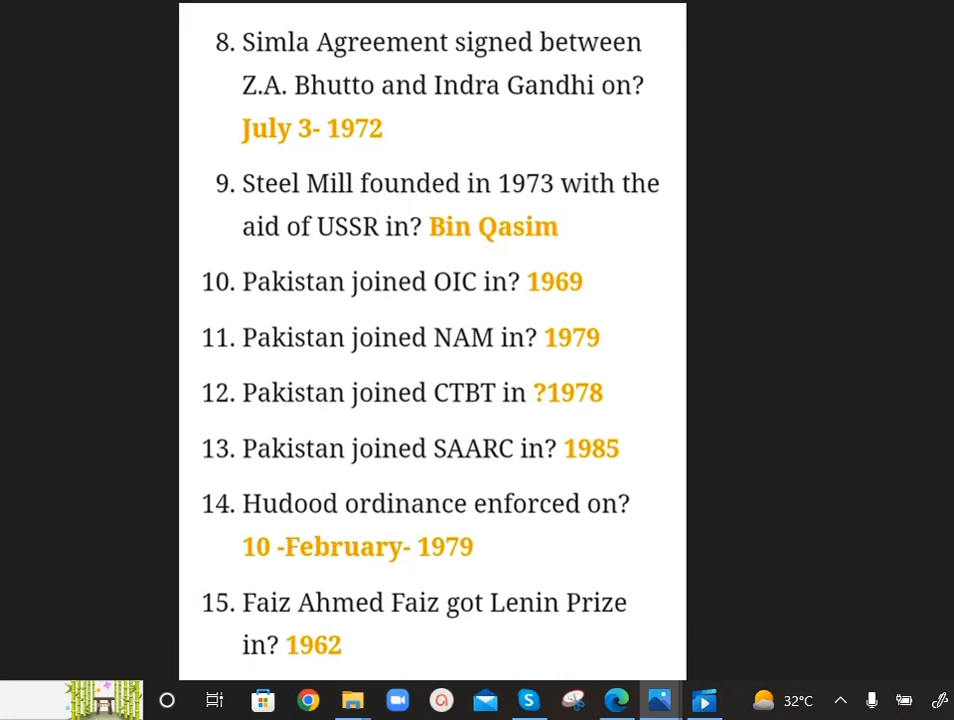 8. Simla Agreement signed between
Z.A. Bhutto and Indra Gandhi on?
July 3- 1972
9. Steel Mill founded in 1973 with the
aid of USSR in? Bin Qasim
10. Pakistan joined OIC in? 1969
11. Pakistan joined NAM in? 1979
12. Pakistan joined CTBT in ?1978
13. Pakistan joined SAARC in? 1985
14. Hudood ordinance enforced on?
10 -February- 1979
15. Faiz Ahmed Faiz got Lenin Prize
in? 1962
32°C